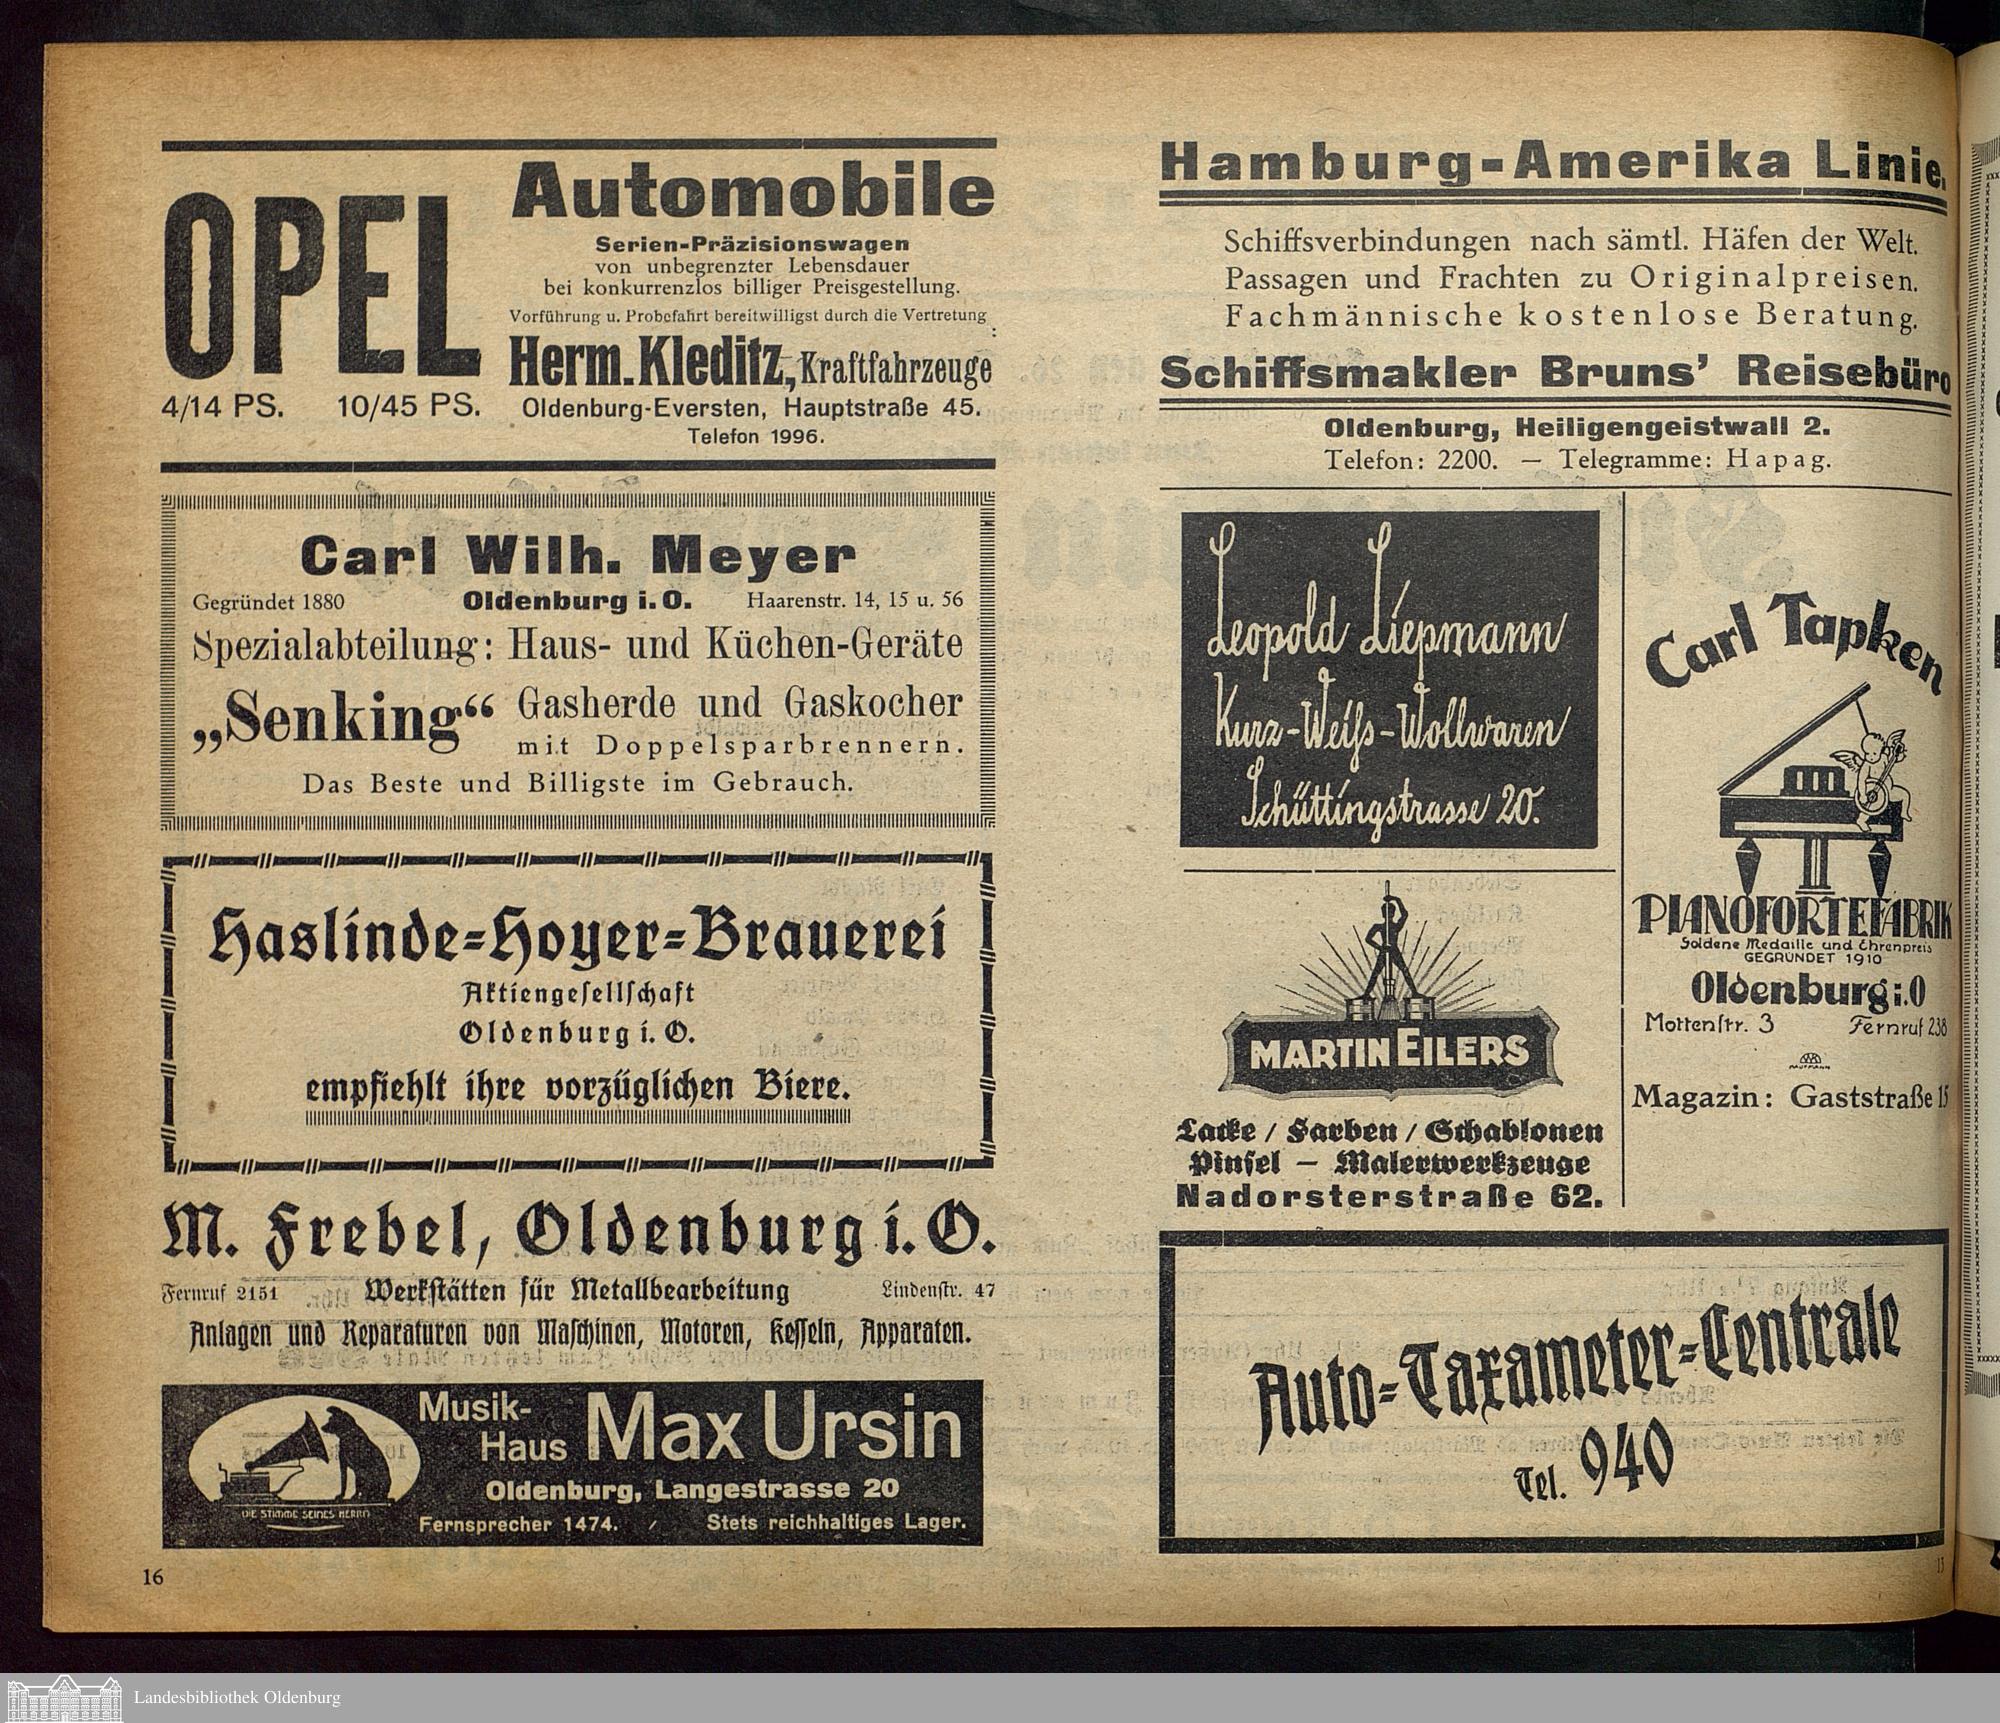 OPEL
4/14 PS. 10/45 PS.
Automobile
Serien-Präzisionswagen
von unbegrenzter Lebensdauer
bei konkurrenzlos billiger Preisgestellung.
Vorführung u. Probefahrt bereitwilligst durch die Vertretung :
Herm. Kleditz, Kraftfahrzeuge
Oldenburg-Eversten, Hauptstraße 45.
Telefon 1996.
Carl Wilh. Meyer
Gegründet 1880 Oldenburg i. O. Haarenstr. 14, 15 u. 56
Spezialabteilung: Haus- und Küchen-Geräte
„Senking“ Gasherde und Gaskocher
mit Doppelsparbrennern.
Das Beste und Billigste im Gebrauch.
Haslinde-Hoyer-Brauerei
Aktiengesellschaft
Oldenburg i. O.
empfiehlt ihre vorzüglichen Biere.
M. Frebel, Oldenburg i. O.
Fernruf 2151 Werkstätten für Metallbearbeitung Lindenstr. 47
Anlagen und Reparaturen von Maschinen, Motoren, Kesseln, Apparaten.
Musik-
Haus Max Ursin
Oldenburg, Langestrasse 20
Fernsprecher 1474. / Stets reichhaltiges Lager.
DIE STIMME SEINES HERRN
16
Hamburg-Amerika Linie.
Schiffsverbindungen nach sämtl. Häfen der Welt.
Passagen und Frachten zu Originalpreisen.
Fachmännische kostenlose Beratung.
Schiffsmakler Bruns’ Reisebüro
Oldenburg, Heiligengeistwall 2.
Telefon: 2200. — Telegramme: Hapag.
Leopold Liepmann
Kurz-Weiß-Wollwaren
Schüttingstrasse 20.
MARTIN EILERS
Lacke / Farben / Schablonen
Pinsel — Malerwerkzeuge
Nadorsterstraße 62.
Carl Tapken
PIANOFORTEFABRIK
Goldene Medaille und Ehrenpreis
GEGRÜNDET 1910
Oldenburg i.O
Mottenstr. 3 Fernruf 238
Magazin: Gaststraße 15
Auto-Taxameter-Centrale
Tel. 940
Landesbibliothek Oldenburg